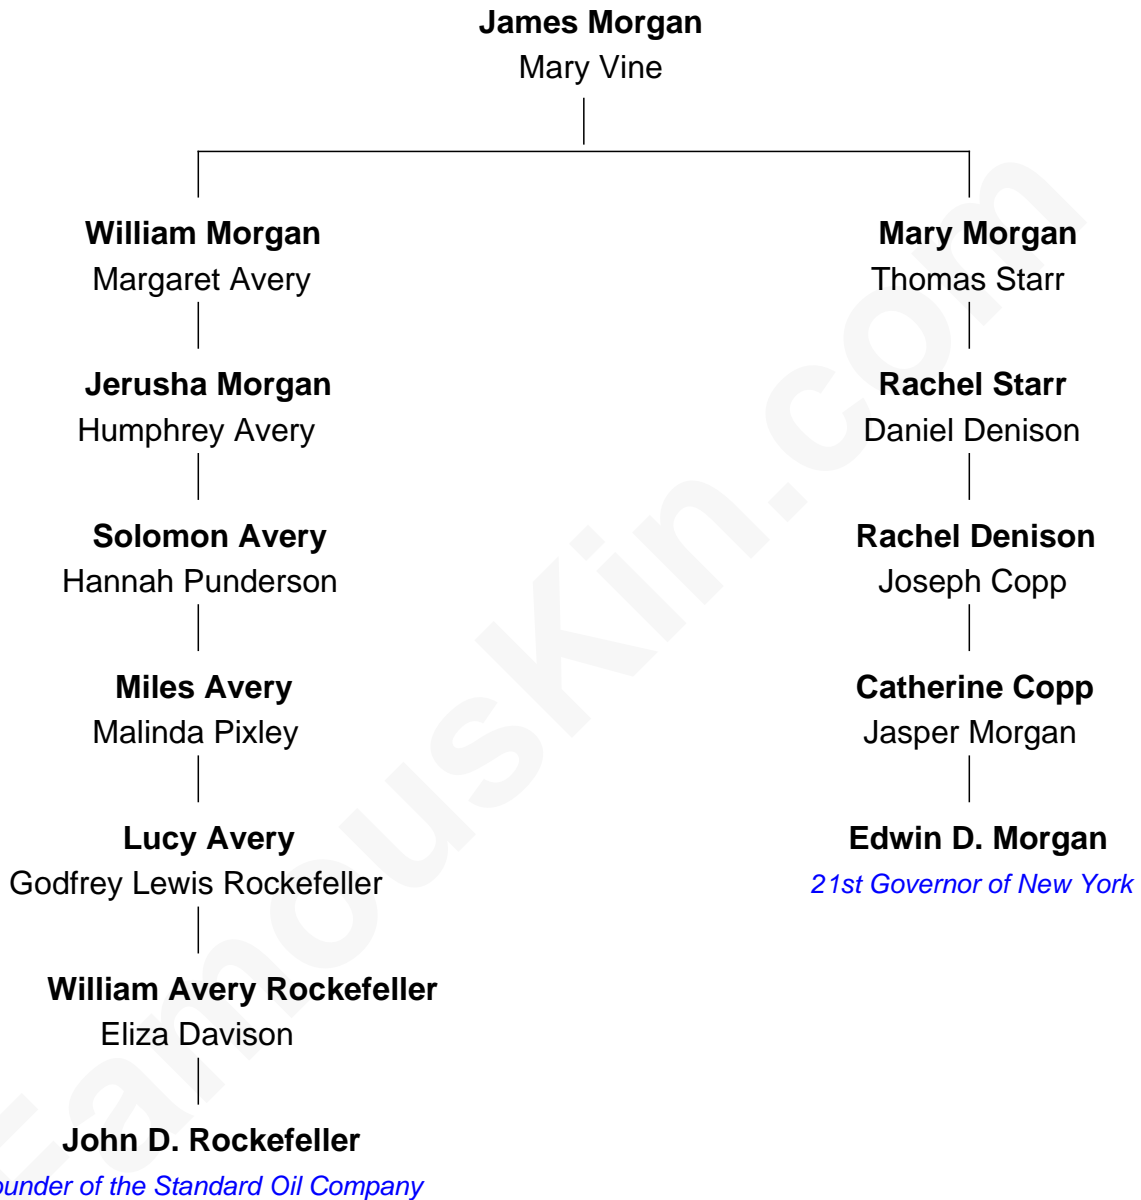 James Morgan
Mary Vine
William Morgan
Margaret Avery
Mary Morgan
Thomas Starr
Jerusha Morgan
Humphrey Avery
Rachel Starr
Daniel Denison
Solomon Avery
Hannah Punderson
Rachel Denison
Joseph Copp
Miles Avery
Malinda Pixley
Catherine Copp
Jasper Morgan
Lucy Avery
Godfrey Lewis Rockefeller
Edwin D. Morgan
21st Governor of New York
William Avery Rockefeller
Eliza Davison
John D. Rockefeller
ounder of the Standard Oil Company
FamousKin.com